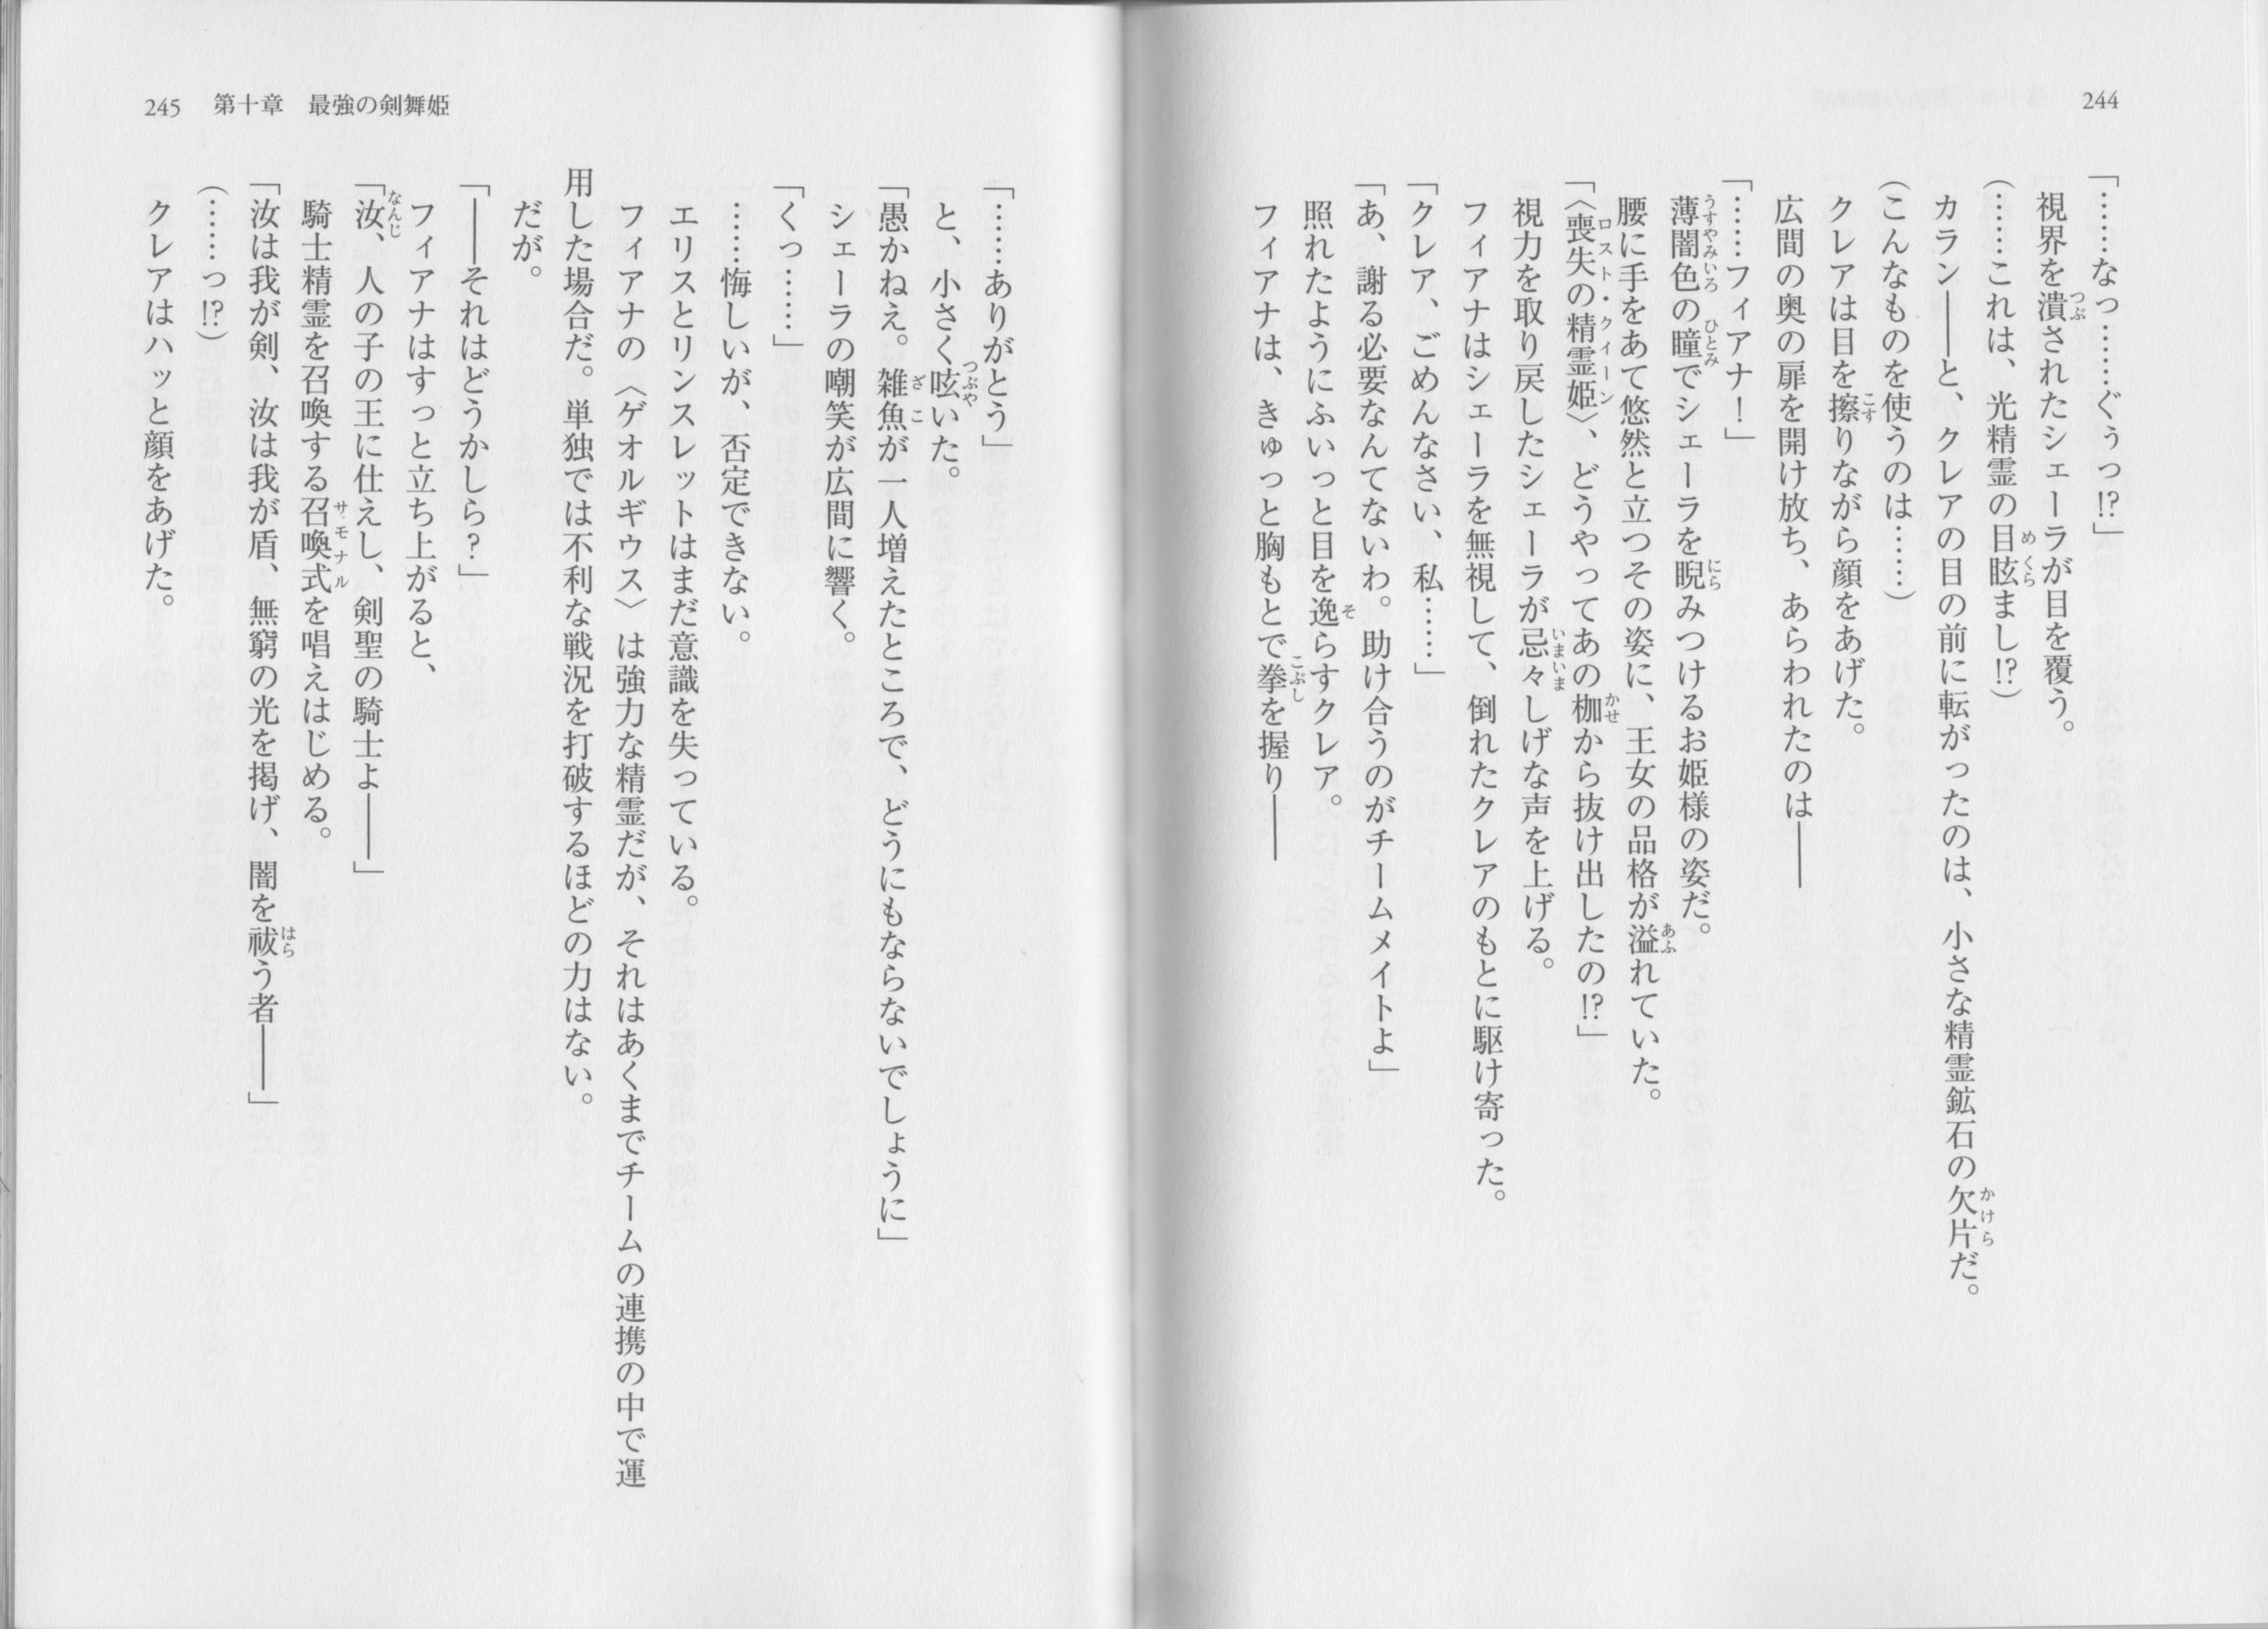 244
「……なっ……ぐぅっ!?」
視界を潰されたシェーラが目を覆う。
(……これは、光精霊の目眩まし!?)
カラン――と、クレアの目の前に転がったのは、小さな精霊鉱石の欠片だ。
(こんなものを使うのは……)
クレアは目を擦りながら顔をあげた。
広間の奥の扉を開け放ち、あらわれたのは――
「……フィアナ！」
薄闇色の瞳でシェーラを睨みつけるお姫様の姿だ。
腰に手をあて悠然と立つその姿に、王女の品格が溢れていた。
「〈喪失の精霊姫〉、どうやってあの枷から抜け出したの!?」
視力を取り戻したシェーラが忌々しげな声を上げる。
フィアナはシェーラを無視して、倒れたクレアのもとに駆け寄った。
「クレア、ごめんなさい、私……」
「あ、謝る必要なんてないわ。助け合うのがチームメイトよ」
照れたようにふいっと目を逸らすクレア。
フィアナは、きゅっと胸もとで拳を握り――
245　第十章　最強の剣舞姫
「……ありがとう」
と、小さく呟いた。
「愚かねえ。雑魚が一人増えたところで、どうにもならないでしょうに」
シェーラの嘲笑が広間に響く。
「くっ……」
……悔しいが、否定できない。
エリスとリンスレットはまだ意識を失っている。
フィアナの〈ゲオルギウス〉は強力な精霊だが、それはあくまでチームの連携の中で運
用した場合だ。単独では不利な戦況を打破するほどの力はない。
だが。
「――それはどうかしら？」
フィアナはすっと立ち上がると、
「汝、人の子の王に仕えし、剣聖の騎士よ――」
騎士精霊を召喚する召喚式を唱えはじめる。
「汝は我が剣、汝は我が盾、無窮の光を掲げ、闇を祓う者――」
(……っ!?)
クレアはハッと顔をあげた。